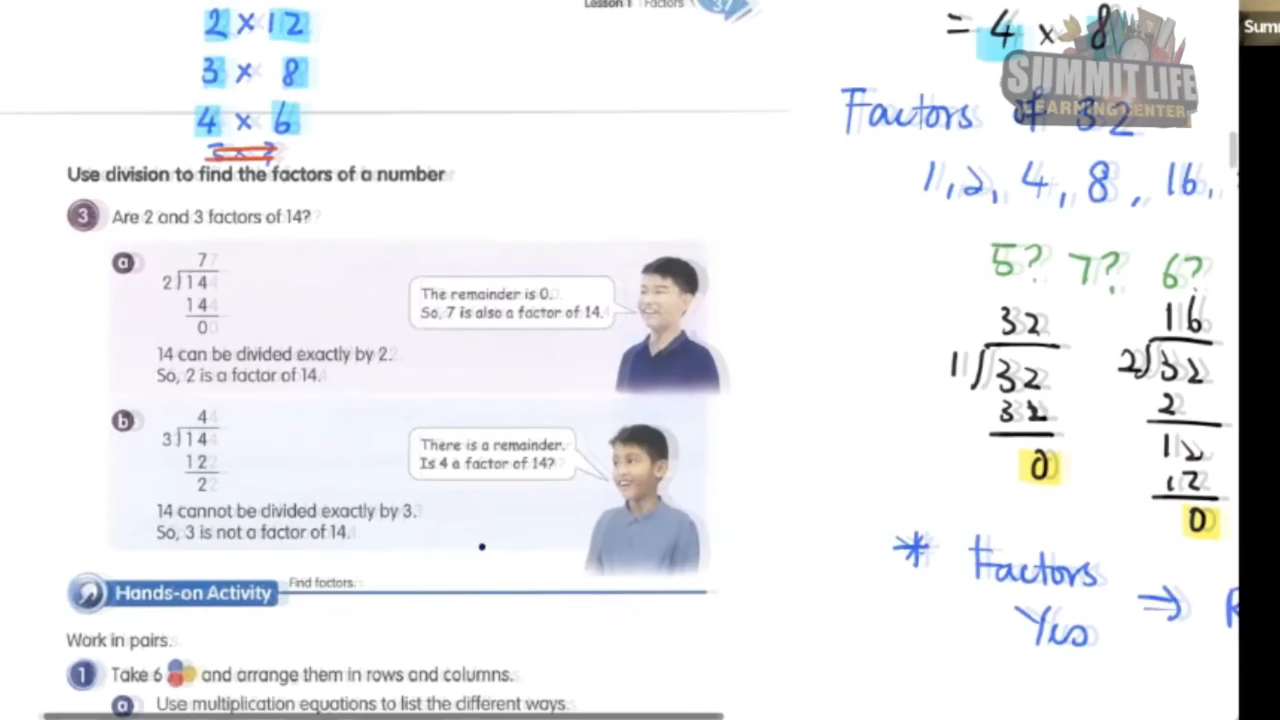 Lesson 1 Factors 37
2 × 12
3 × 8
4 × 6
Use division to find the factors of a number
3 Are 2 and 3 factors of 14?
a
7
2)14
14
0
14 can be divided exactly by 2.
So, 2 is a factor of 14.
The remainder is 0.
So, 7 is also a factor of 14.
b
4
3)14
12
2
14 cannot be divided exactly by 3.
So, 3 is not a factor of 14.
There is a remainder.
Is 4 a factor of 14?
Hands-on Activity Find factors.
Work in pairs.
1 Take 6 and arrange them in rows and columns.
a Use multiplication equations to list the different ways.
= 4 × 8
SUMMIT LIFE
LEARNING CENTER
Factors of 32
1, 2, 4, 8, 16,
5? 7? 6?
32
1)32
32
0
16
2)32
2
12
12
0
* Factors
Yes →